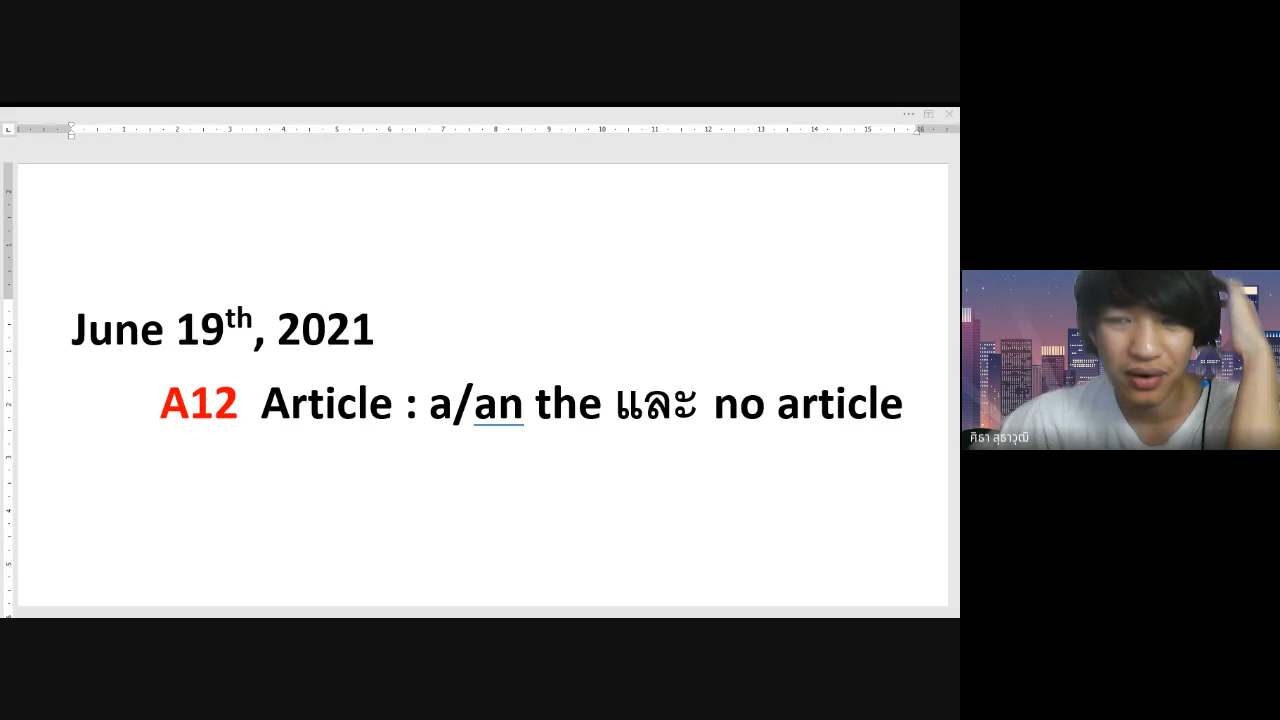 June 19th, 2021
A12 Article : a/an the และ no article
ศิธา สุธาวุฒิ